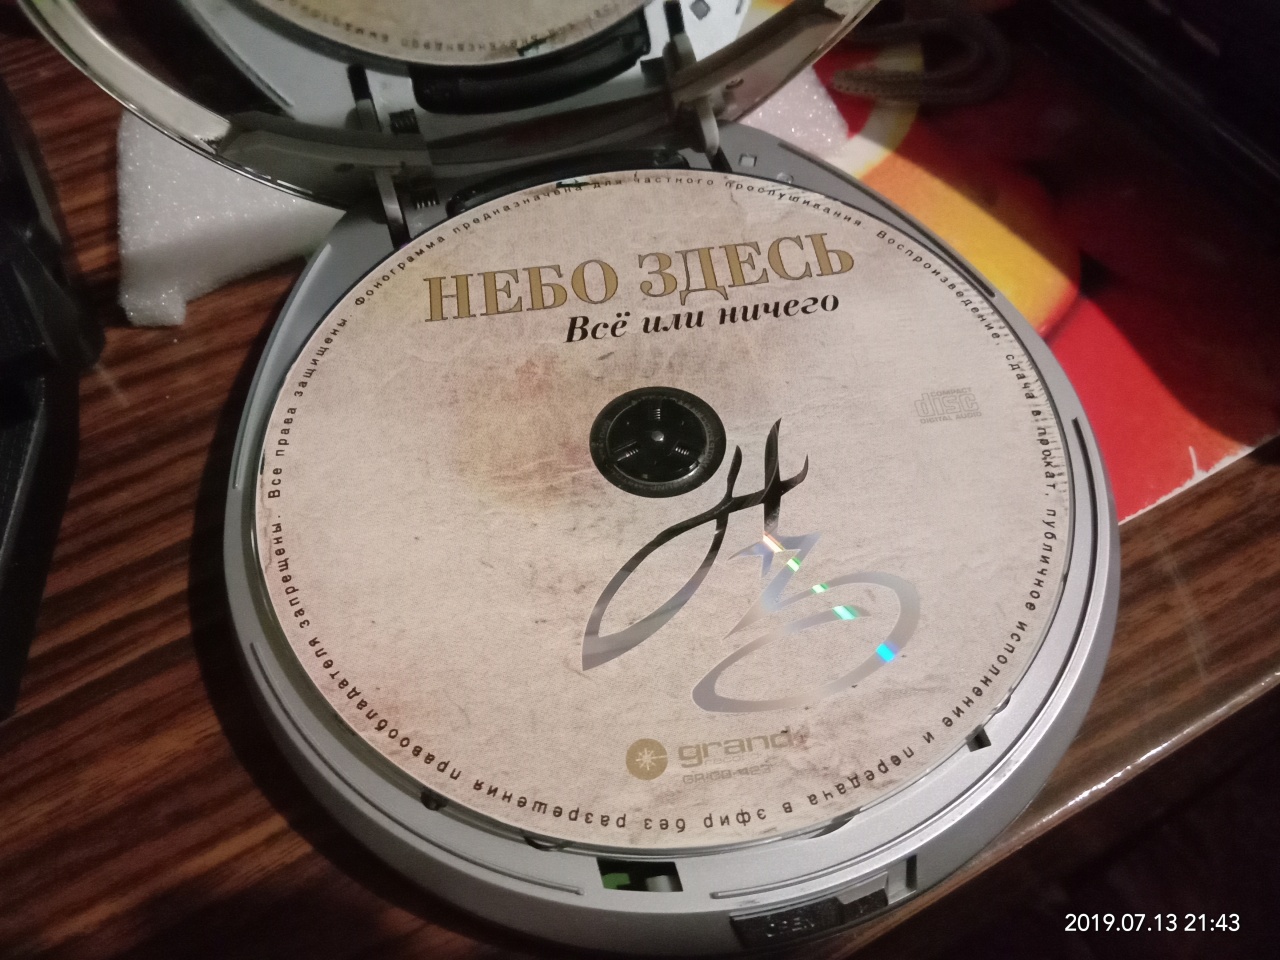 НЕБО ЗДЕСЬ
Всё или ничего
COMPACT
disc
DIGITAL AUDIO
grand
Все права защищены. Фонограмма предназначена для частного прослушивания. Воспроизведение, сдача в прокат, публичное исполнение и передача в эфир без разрешения правообладателя запрещены.
OPEN
2019.07.13 21:43